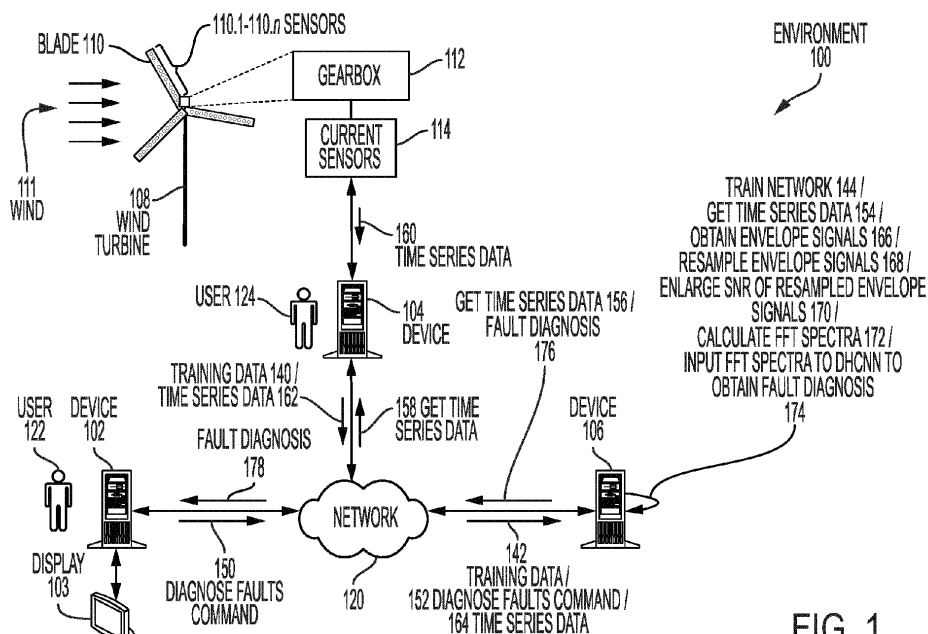 110.1-110.n SENSORS
BLADE 110
112
GEARBOX
ENVIRONMENT
100
114
CURRENT
SENSORS
111
WIND
108
WIND
TURBINE
160
TIME SERIES DATA
TRAIN NETWORK 144 /
GET TIME SERIES DATA 154 /
OBTAIN ENVELOPE SIGNALS 166 /
RESAMPLE ENVELOPE SIGNALS 168 /
ENLARGE SNR OF RESAMPLED ENVELOPE
SIGNALS 170 /
CALCULATE FFT SPECTRA 172 /
INPUT FFT SPECTRA TO DHCNN TO
OBTAIN FAULT DIAGNOSIS
174
USER 124
104
DEVICE
GET TIME SERIES DATA 156 /
FAULT DIAGNOSIS
176
TRAINING DATA 140 /
TIME SERIES DATA 162
158 GET TIME
SERIES DATA
USER
122
DEVICE
102
FAULT DIAGNOSIS
178
DEVICE
106
NETWORK
150
DIAGNOSE FAULTS
COMMAND
120
142
TRAINING DATA /
152 DIAGNOSE FAULTS COMMAND /
164 TIME SERIES DATA
DISPLAY
103
FIG. 1